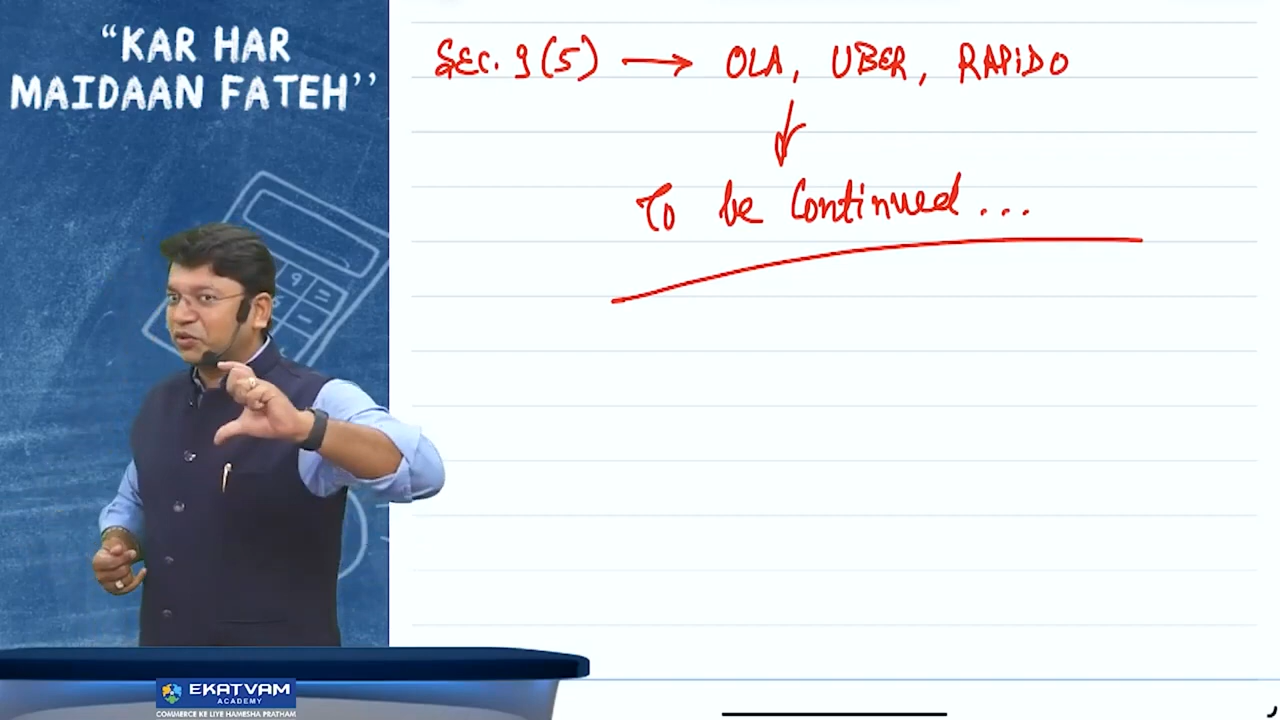 “KAR HAR
MAIDAAN FATEH’’
SEC. 9(5) → OLA, UBER, RAPiDO
↓
To be Continued...
EKATVAM
ACADEMY
COMMERCE KE LIYE HAMESHA PRATHAM